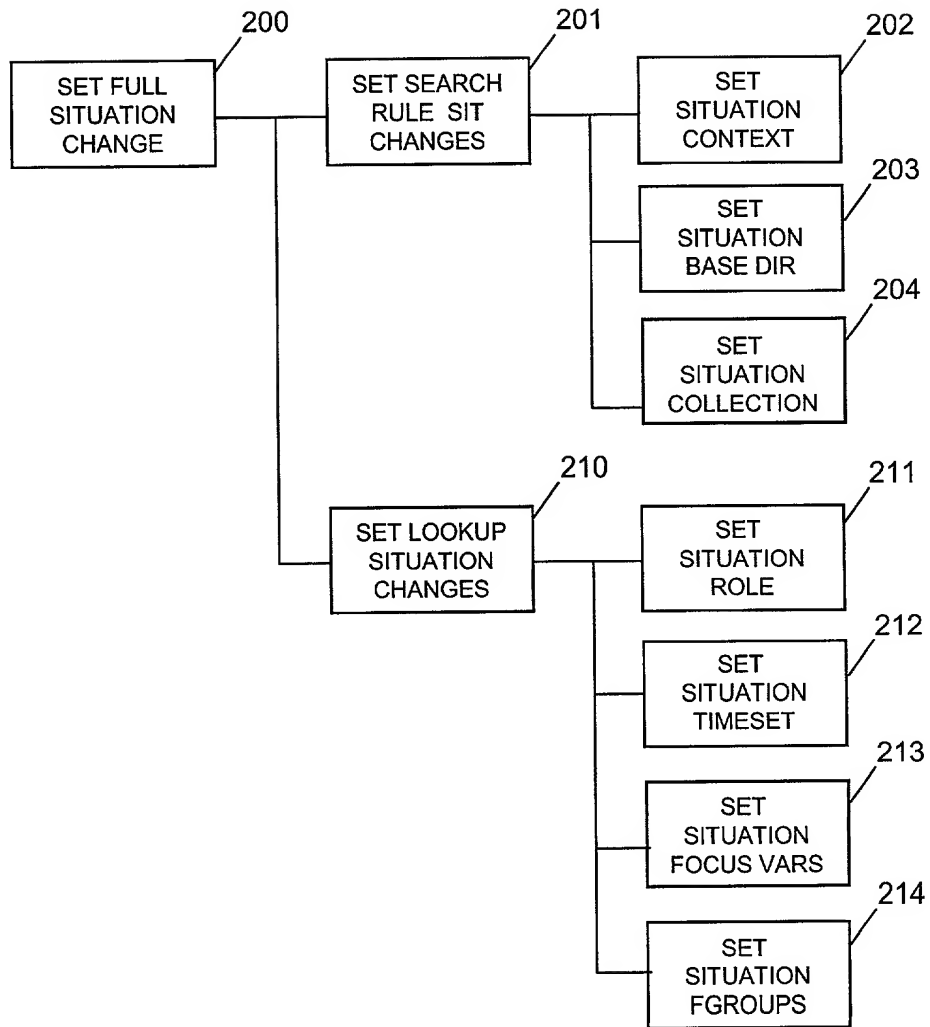 200
SET FULL
SITUATION
CHANGE
201
SET SEARCH
RULE SIT
CHANGES
202
SET
SITUATION
CONTEXT
203
SET
SITUATION
BASE DIR
204
SET
SITUATION
COLLECTION
210
SET LOOKUP
SITUATION
CHANGES
211
SET
SITUATION
ROLE
212
SET
SITUATION
TIMESET
213
SET
SITUATION
FOCUS VARS
214
SET
SITUATION
FGROUPS